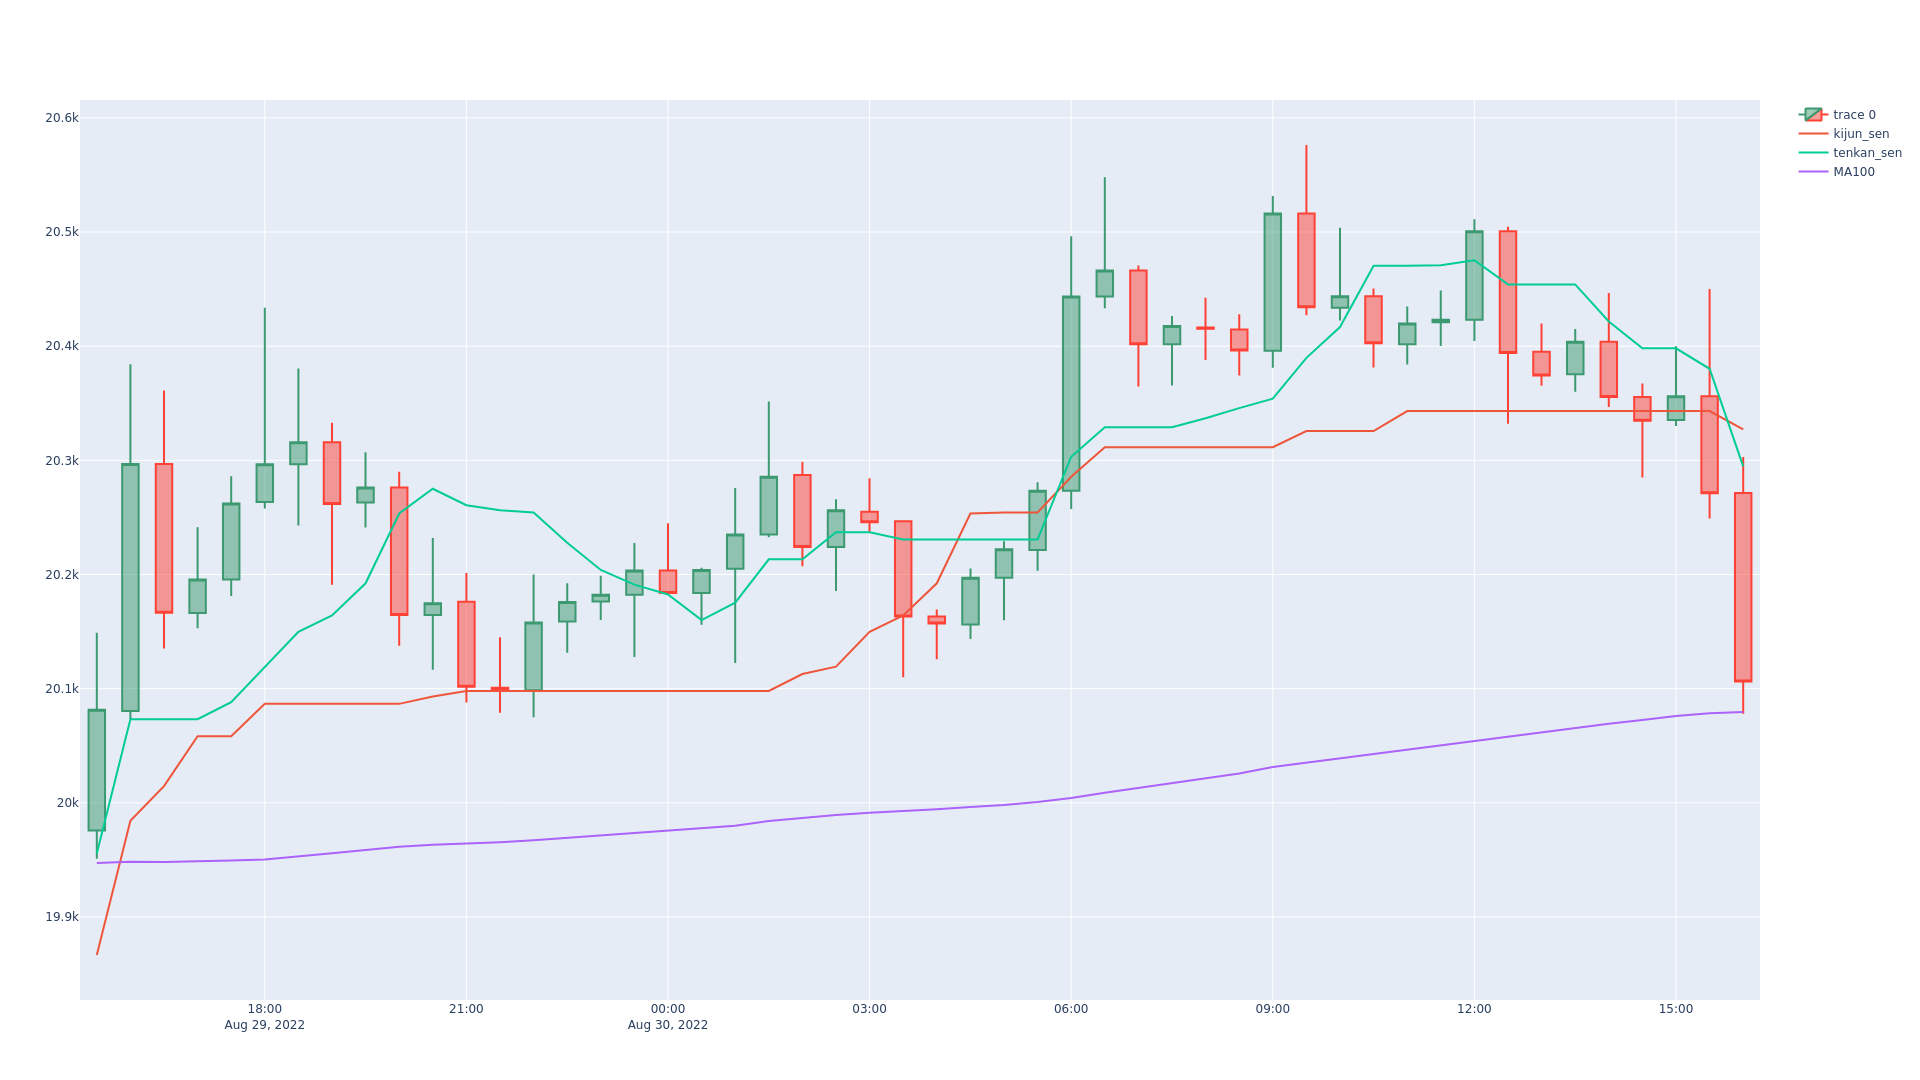 20.6k
20.5k
20.4k
20.3k
20.2k
20.1k
20k
19.9k
18:00
Aug 29, 2022
21:00
00:00
Aug 30, 2022
03:00
06:00
09:00
12:00
15:00
trace 0
kijun_sen
tenkan_sen
MA100